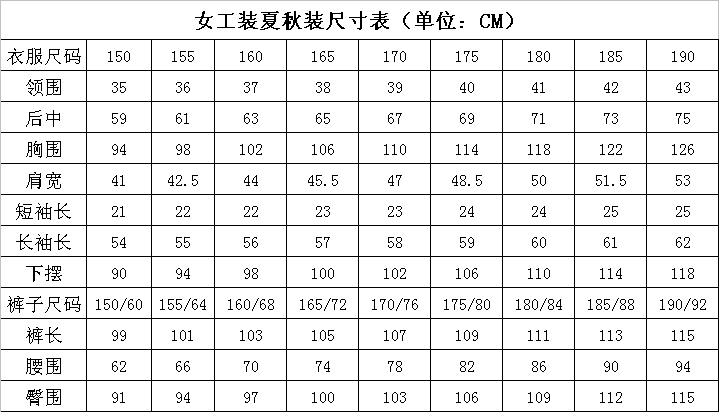 女工装夏秋装尺寸表（单位：CM）
衣服尺码 150 155 160 165 170 175 180 185 190
领围 35 36 37 38 39 40 41 42 43
后中 59 61 63 65 67 69 71 73 75
胸围 94 98 102 106 110 114 118 122 126
肩宽 41 42.5 44 45.5 47 48.5 50 51.5 53
短袖长 21 22 22 23 23 24 24 25 25
长袖长 54 55 56 57 58 59 60 61 62
下摆 90 94 98 100 102 106 110 114 118
裤子尺码 150/60 155/64 160/68 165/72 170/76 175/80 180/84 185/88 190/92
裤长 99 101 103 105 107 109 111 113 115
腰围 62 66 70 74 78 82 86 90 94
臀围 91 94 97 100 103 106 109 112 115